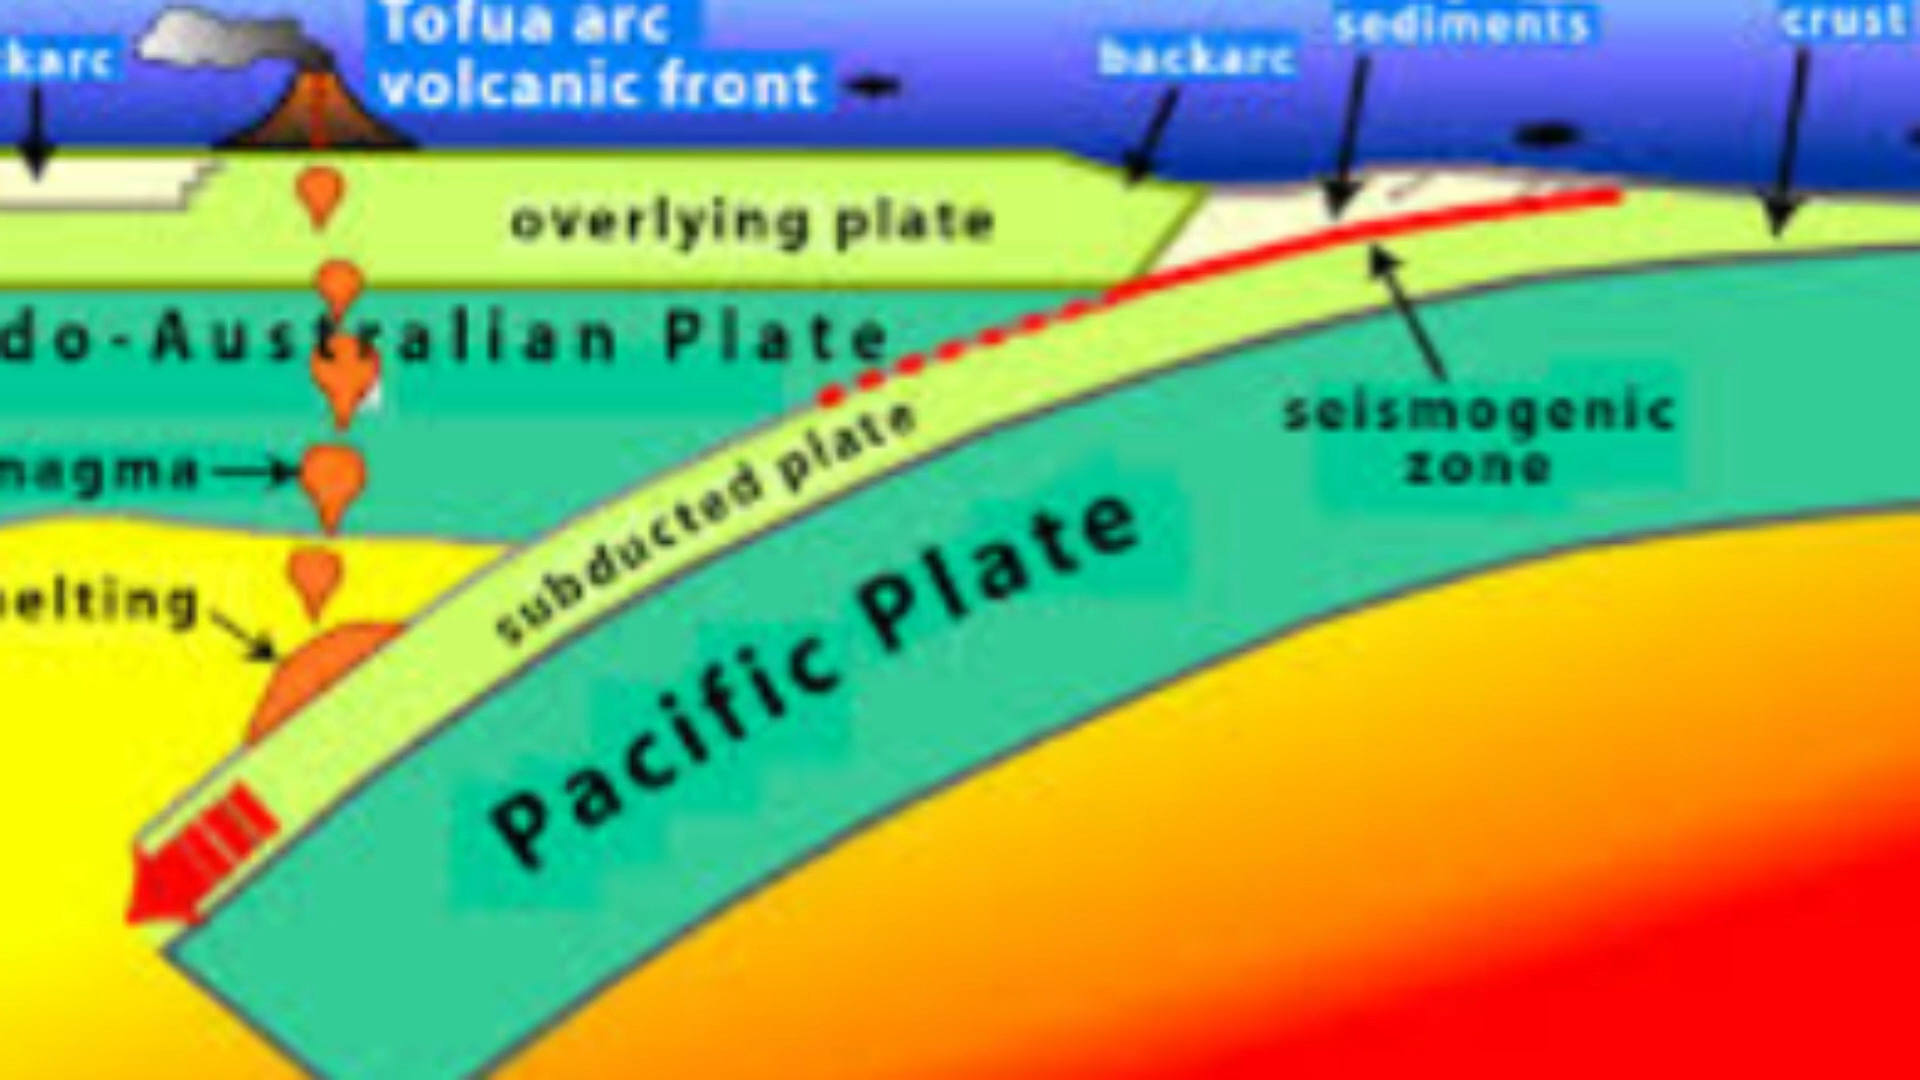 Tofua arc
volcanic front
karc
backarc
sediments
crust
overlying plate
do-Australian Plate
magma
elting
subducted plate
Pacific Plate
seismogenic
zone